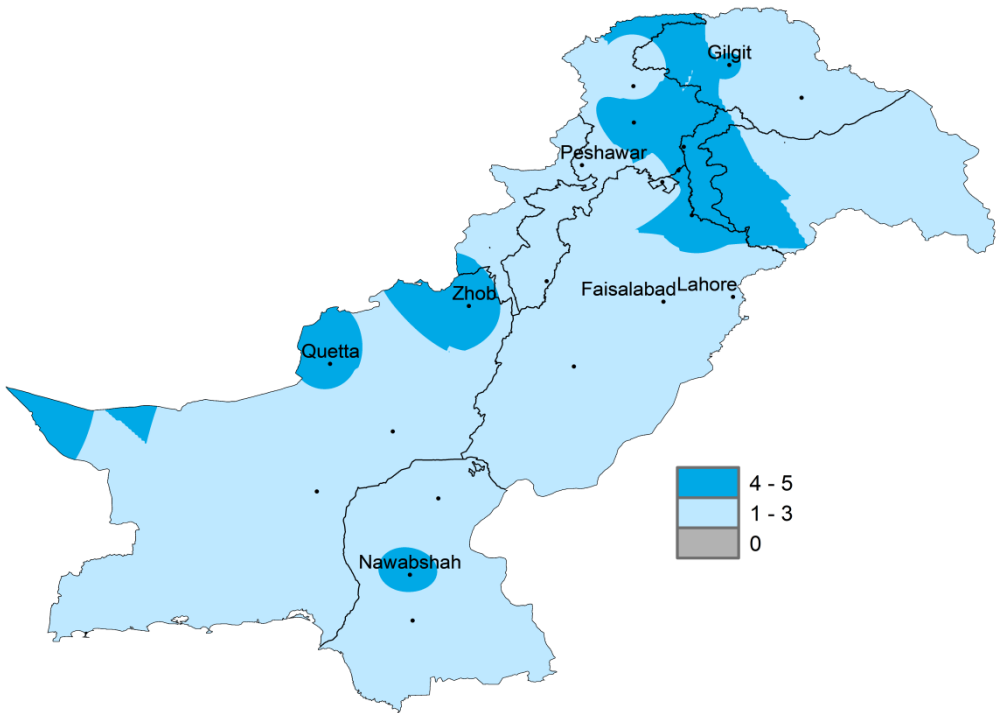 Gilgit
Peshawar
Zhob
Faisalabad
Lahore
Quetta
Nawabshah
4 - 5
1 - 3
0